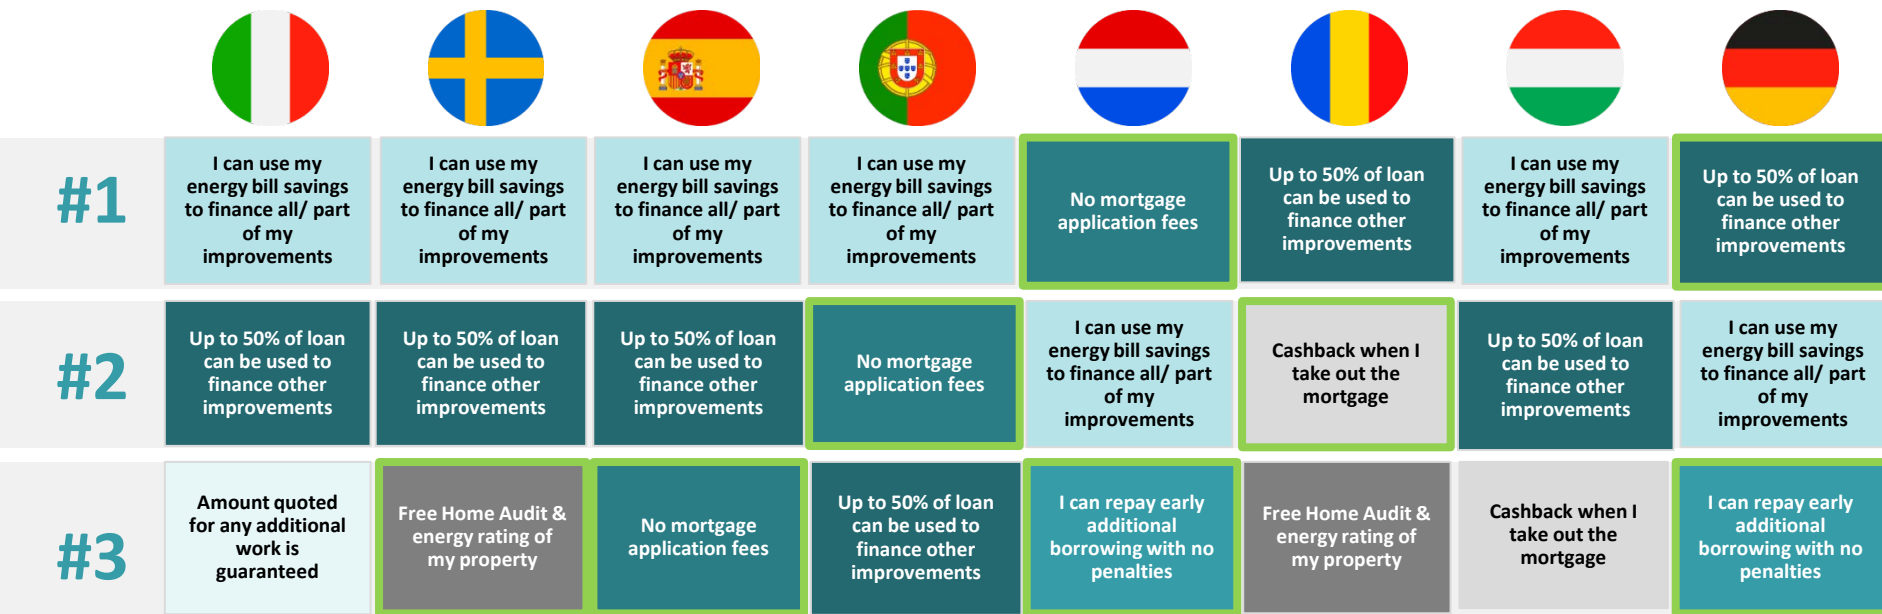 #1
I can use my
energy bill savings
to finance all/ part
of my
improvements
I can use my
energy bill savings
to finance all/ part
of my
improvements
I can use my
energy bill savings
to finance all/ part
of my
improvements
I can use my
energy bill savings
to finance all/ part
of my
improvements
No mortgage
application fees
Up to 50% of loan
can be used to
finance other
improvements
I can use my
energy bill savings
to finance all/ part
of my
improvements
Up to 50% of loan
can be used to
finance other
improvements
#2
Up to 50% of loan
can be used to
finance other
improvements
Up to 50% of loan
can be used to
finance other
improvements
Up to 50% of loan
can be used to
finance other
improvements
No mortgage
application fees
I can use my
energy bill savings
to finance all/ part
of my
improvements
Cashback when I
take out the
mortgage
Up to 50% of loan
can be used to
finance other
improvements
I can use my
energy bill savings
to finance all/ part
of my
improvements
#3
Amount quoted
for any additional
work is
guaranteed
Free Home Audit &
energy rating of
my property
No mortgage
application fees
Up to 50% of loan
can be used to
finance other
improvements
I can repay early
additional
borrowing with no
penalties
Free Home Audit &
energy rating of
my property
Cashback when I
take out the
mortgage
I can repay early
additional
borrowing with no
penalties